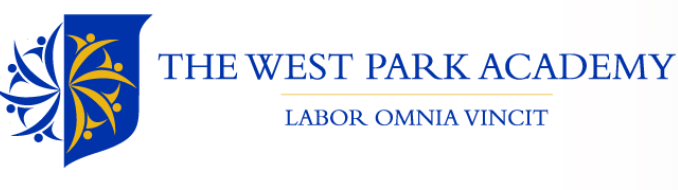 THE WEST PARK ACADEMY
LABOR OMNIA VINCIT